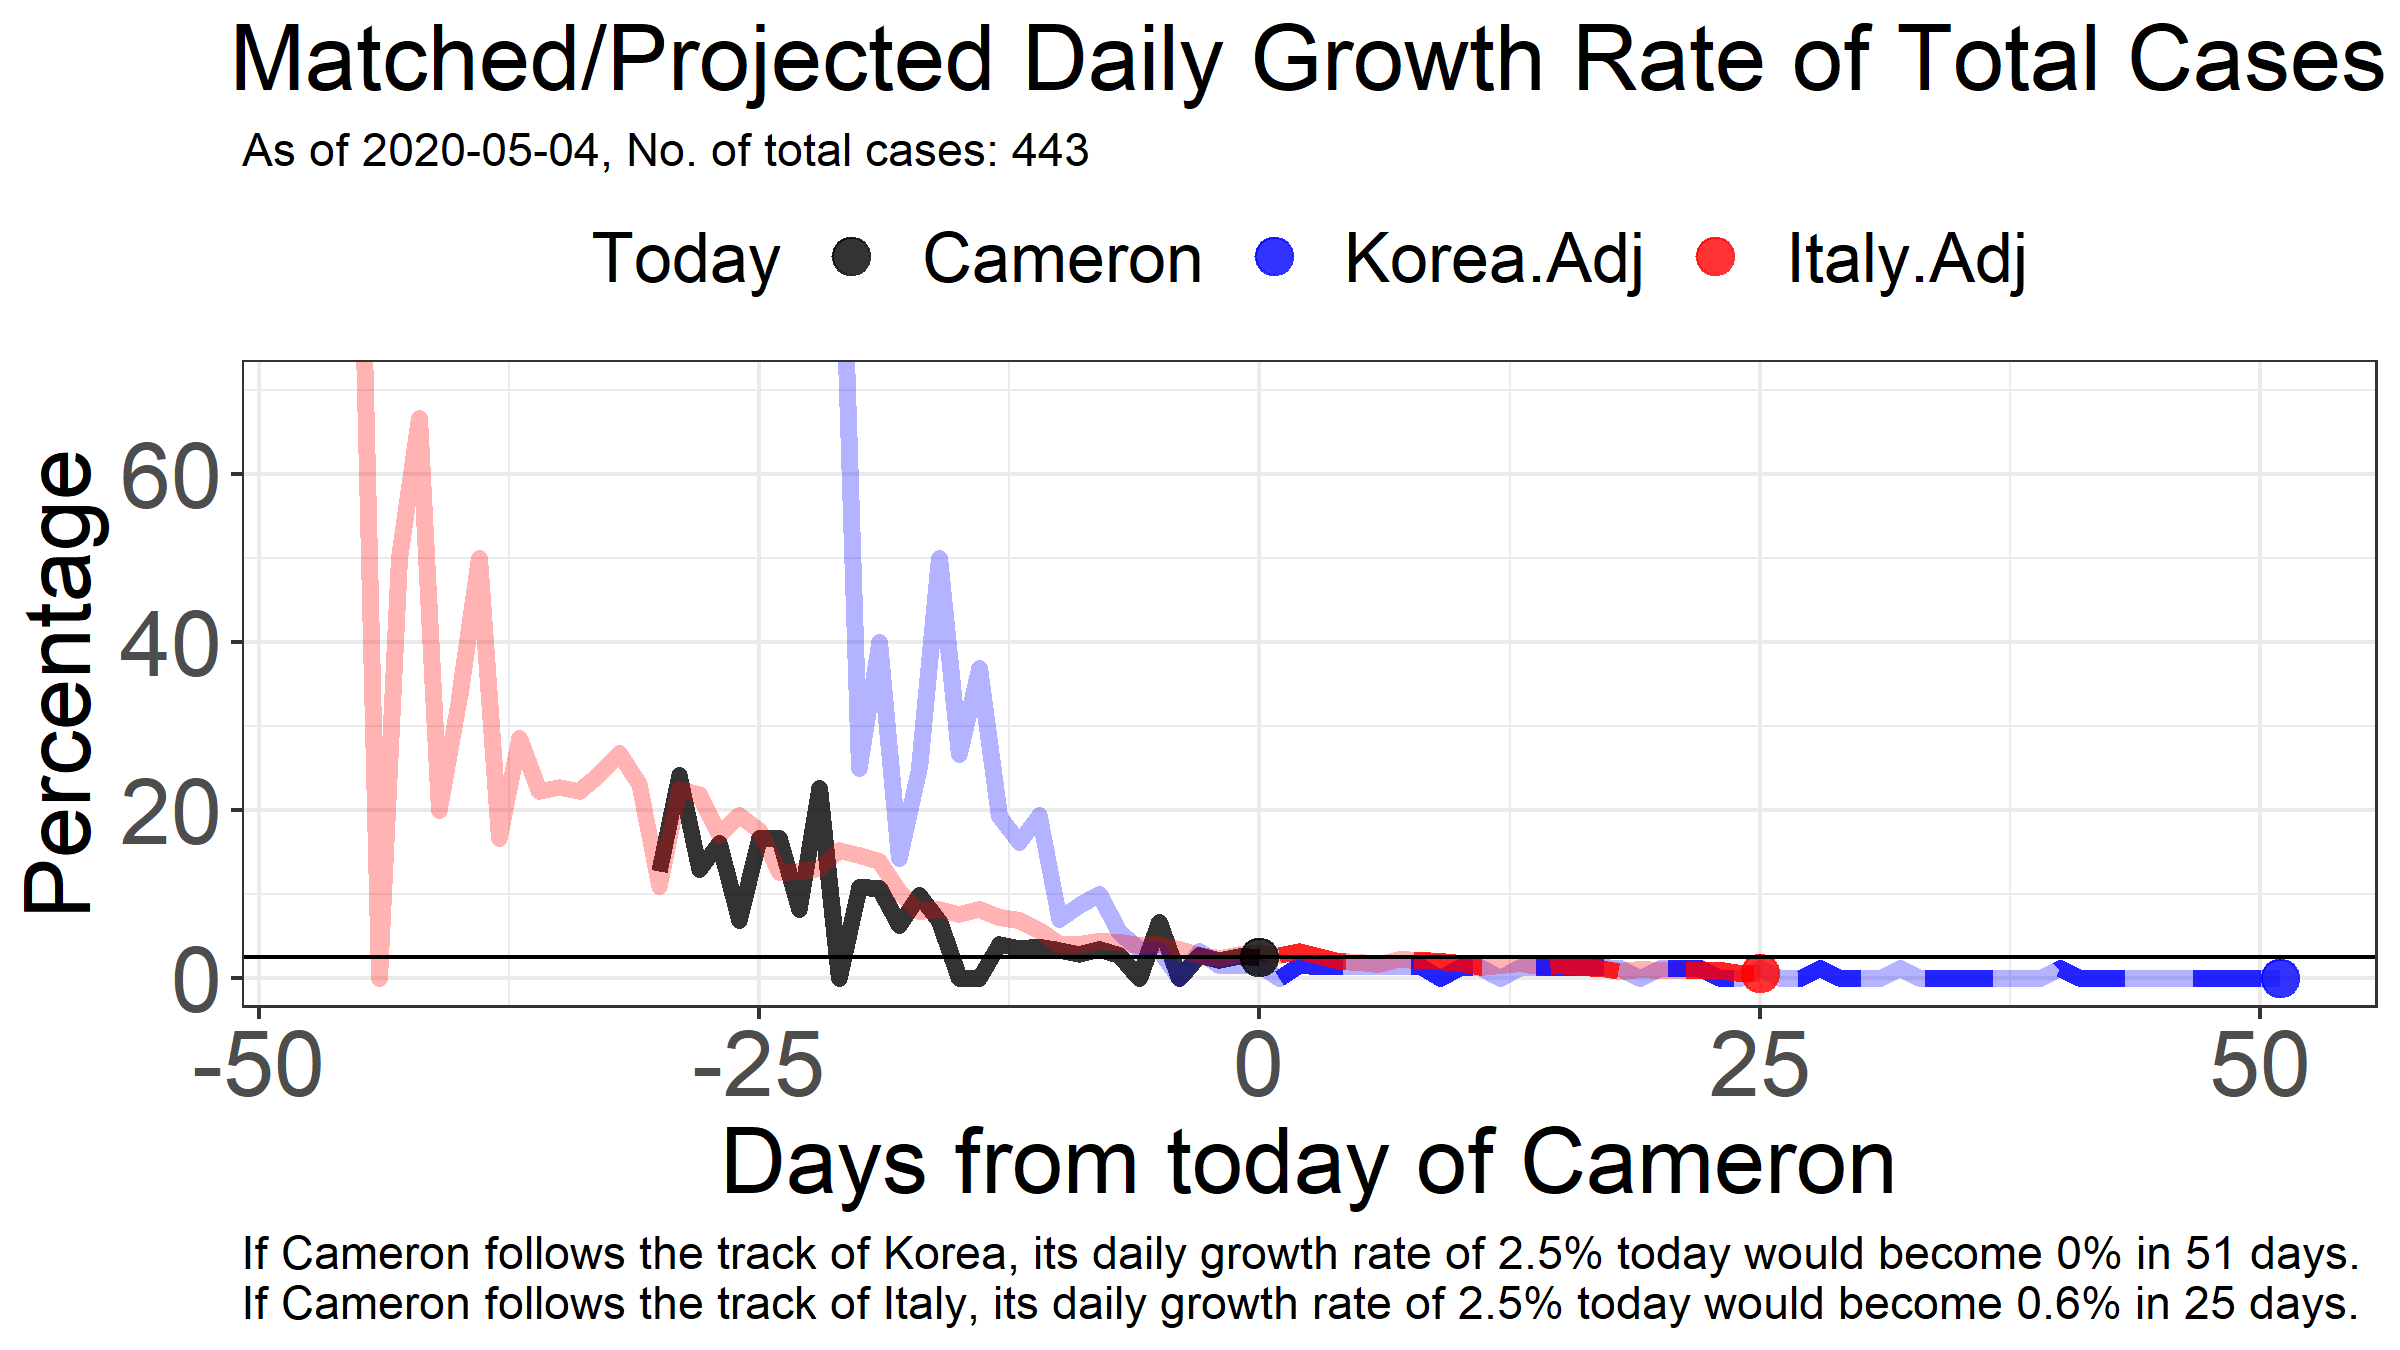 Matched/Projected Daily Growth Rate of Total Cases
As of 2020-05-04, No. of total cases: 443
Today Cameron Korea.Adj Italy.Adj
Percentage
60
40
20
0
-50 -25 0 25 50
Days from today of Cameron
If Cameron follows the track of Korea, its daily growth rate of 2.5% today would become 0% in 51 days.
If Cameron follows the track of Italy, its daily growth rate of 2.5% today would become 0.6% in 25 days.